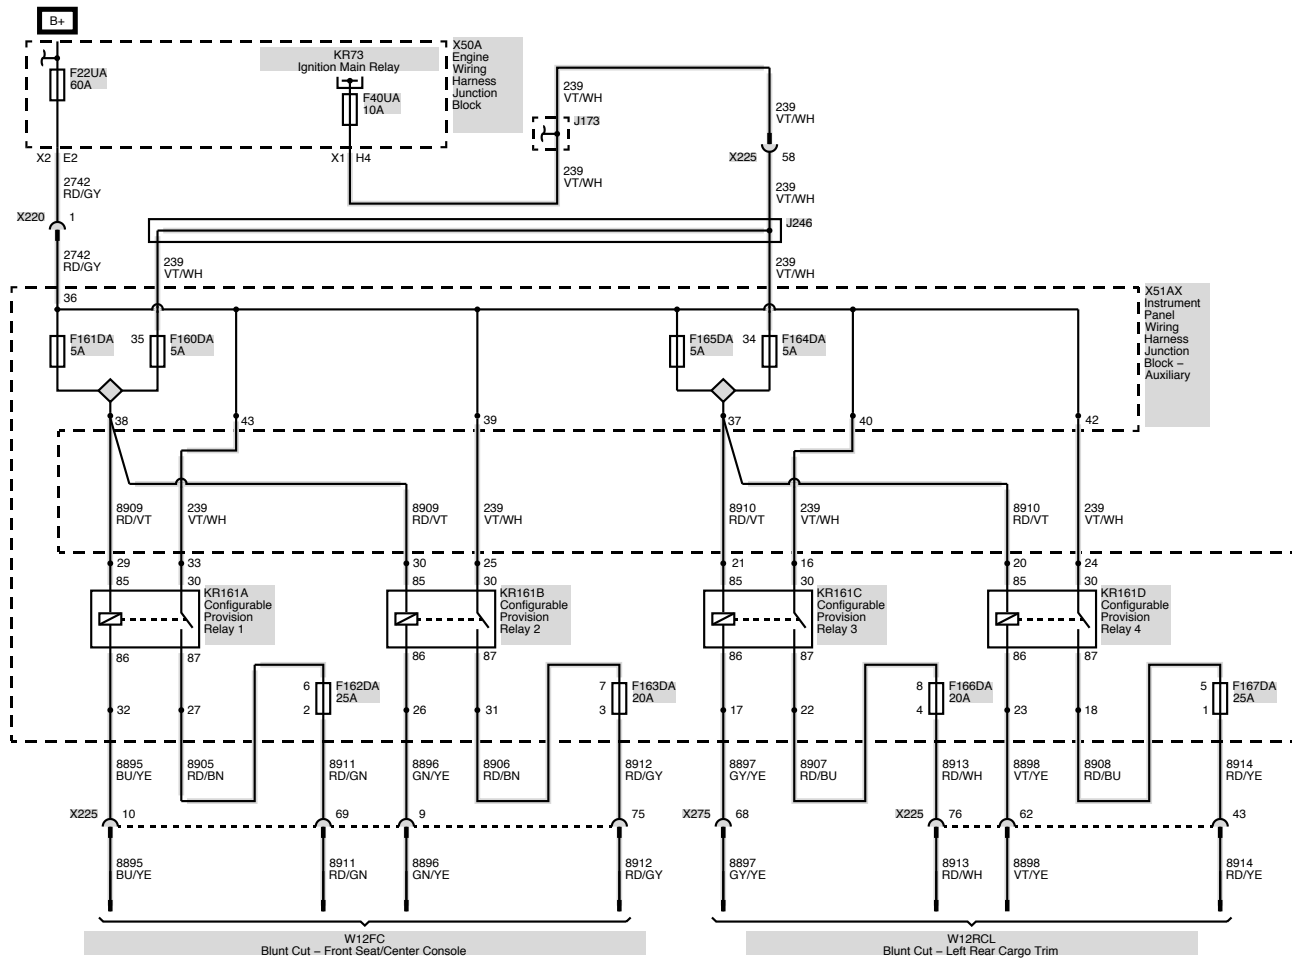 B+
X50A
Engine
Wiring
Harness
Junction
Block
KR73
Ignition Main Relay
F22UA
60A
F40UA
10A
239
VT/WH
239
VT/WH
J173
X2 E2
X1 H4
X225 58
2742
RD/GY
239
VT/WH
239
VT/WH
X220 1
J246
2742
RD/GY
239
VT/WH
239
VT/WH
X51AX
Instrument
Panel
Wiring
Harness
Junction
Block –
Auxiliary
36
F161DA
5A
35 F160DA
5A
F165DA
5A
34 F164DA
5A
38 43 39 37 40 42
8909
RD/VT
239
VT/WH
8909
RD/VT
239
VT/WH
8910
RD/VT
239
VT/WH
8910
RD/VT
239
VT/WH
29 33 30 25 21 16 20 24
85 30 85 30 85 30 85 30
KR161A
Configurable
Provision
Relay 1
KR161B
Configurable
Provision
Relay 2
KR161C
Configurable
Provision
Relay 3
KR161D
Configurable
Provision
Relay 4
86 87 86 87 86 87 86 87
6 F162DA
25A
2
7 F163DA
20A
3
8 F166DA
20A
4
5 F167DA
25A
1
32 27 26 31 17 22 23 18
8895
BU/YE
8905
RD/BN
8911
RD/GN
8896
GN/YE
8906
RD/BN
8912
RD/GY
8897
GY/YE
8907
RD/BU
8913
RD/WH
8898
VT/YE
8908
RD/BU
8914
RD/YE
X225 10 69 9 75 X275 68 X225 76 62 43
8895
BU/YE
8911
RD/GN
8896
GN/YE
8912
RD/GY
8897
GY/YE
8913
RD/WH
8898
VT/YE
8914
RD/YE
W12FC
Blunt Cut – Front Seat/Center Console
W12RCL
Blunt Cut – Left Rear Cargo Trim